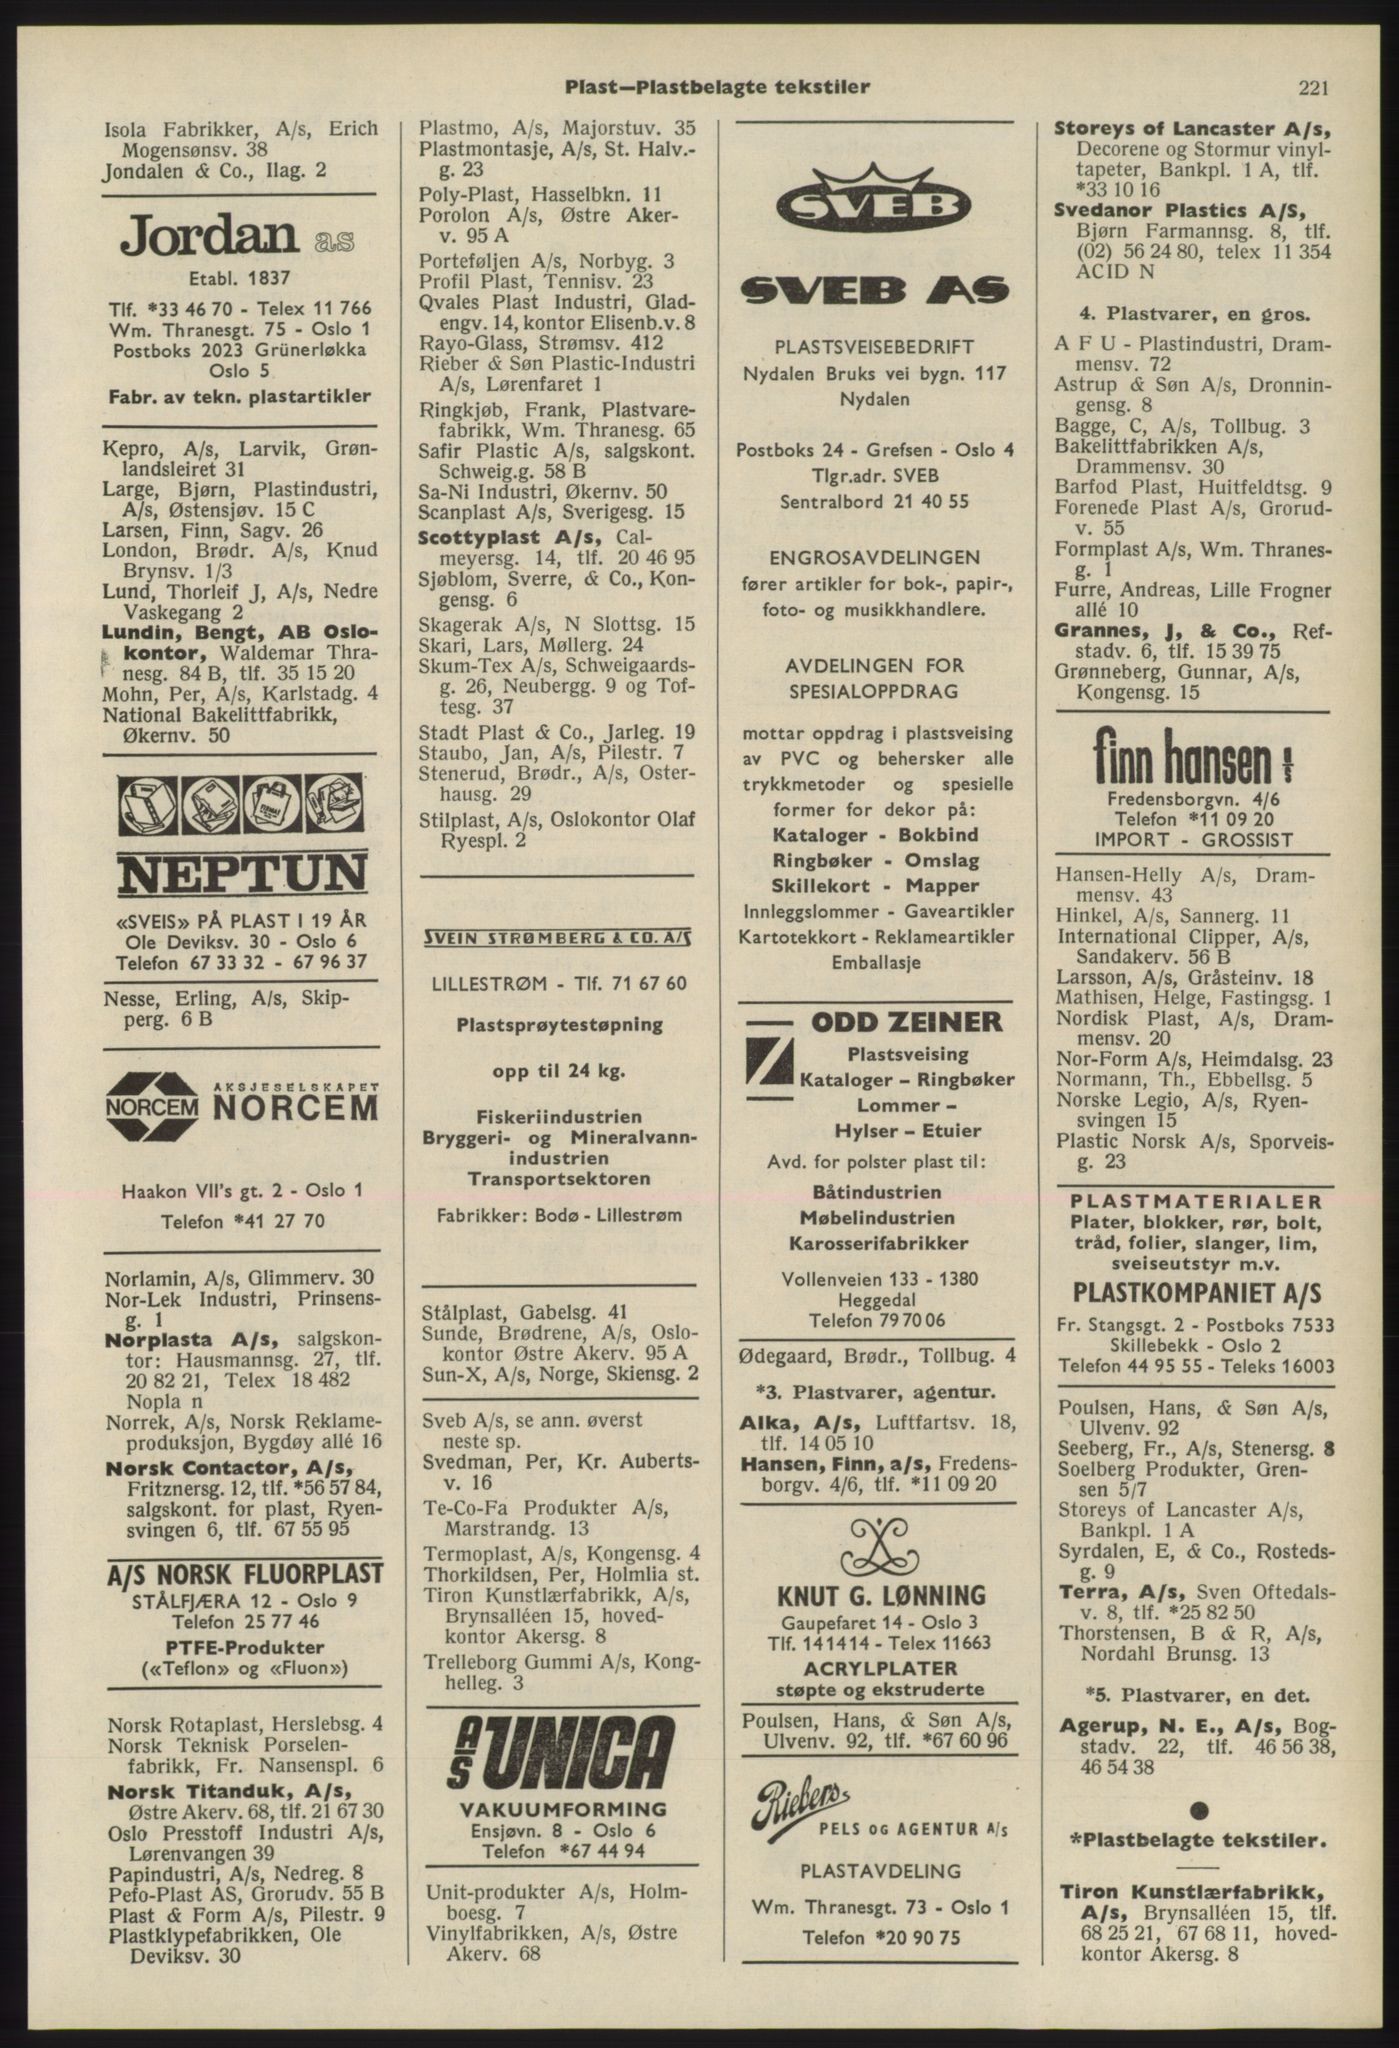 Plast—Plastbelagte tekstiler
221
Isola Fabrikker, A/s, Erich
Mogensønsv. 38
Jondalen & Co., Ilag. 2
Jordan as
Etabl. 1837
Tlf. *33 46 70 - Telex 11 766
Wm. Thranesgt. 75 - Oslo 1
Postboks 2023 Grünerløkka
Oslo 5
Fabr. av tekn. plastartikler
Kepro, A/s, Larvik, Grøn-
landsleiret 31
Large, Bjørn, Plastindustri,
A/s, Østensjøv. 15 C
Larsen, Finn, Sagv. 26
London, Brødr. A/s, Knud
Brynsv. 1/3
Lund, Thorleif J, A/s, Nedre
Vaskegang 2
Lundin, Bengt, AB Oslo-
kontor, Waldemar Thra-
nesg. 84 B, tlf. 35 15 20
Mohn, Per, A/s, Karlstadg. 4
National Bakelittfabrikk,
Økernv. 50
NEPTUN
«SVEIS» PÅ PLAST I 19 ÅR
Ole Deviksv. 30 - Oslo 6
Telefon 67 33 32 - 67 96 37
Nesse, Erling, A/s, Skip-
perg. 6 B
NORCEM
AKSJESELSKAPET
NORCEM
Haakon VII's gt. 2 - Oslo 1
Telefon *41 27 70
Norlamin, A/s, Glimmerv. 30
Nor-Lek Industri, Prinsens-
g. 1
Norplasta A/s, salgskon-
tor: Hausmannsg. 27, tlf.
20 82 21, Telex 18 482
Nopla n
Norrek, A/s, Norsk Reklame-
produksjon, Bygdøy allé 16
Norsk Contactor, A/s,
Fritznersg. 12, tlf. *56 57 84,
salgskont. for plast, Ryen-
svingen 6, tlf. 67 55 95
A/S NORSK FLUORPLAST
STÅLFJÆRA 12 - Oslo 9
Telefon 25 77 46
PTFE-Produkter
(«Teflon» og «Fluon»)
Norsk Rotaplast, Herslebsg. 4
Norsk Teknisk Porselen-
fabrikk, Fr. Nansenspl. 6
Norsk Titanduk, A/s,
Østre Akerv. 68, tlf. 21 67 30
Oslo Presstoff Industri A/s,
Lørenvangen 39
Papindustri, A/s, Nedreg. 8
Pefo-Plast AS, Grorudv. 55 B
Plast & Form A/s, Pilestr. 9
Plastklypefabrikken, Ole
Deviksv. 30
Plastmo, A/s, Majorstuv. 35
Plastmontasje, A/s, St. Halv.-
g. 23
Poly-Plast, Hasselbkn. 11
Porolon A/s, Østre Aker-
v. 95 A
Porteføljen A/s, Norbyg. 3
Profil Plast, Tennisv. 23
Qvales Plast Industri, Glad-
engv. 14, kontor Elisenb.v. 8
Rayo-Glass, Strømsv. 412
Rieber & Søn Plastic-Industri
A/s, Lørenfaret 1
Ringkjøb, Frank, Plastvare-
fabrikk, Wm. Thranesg. 65
Safir Plastic A/s, salgskont.
Schweig.g. 58 B
Sa-Ni Industri, Økernv. 50
Scanplast A/s, Sverigesg. 15
Scottyplast A/s, Cal-
meyersg. 14, tlf. 20 46 95
Sjøblom, Sverre, & Co., Kon-
gensg. 6
Skagerak A/s, N Slottsg. 15
Skari, Lars, Møllerg. 24
Skum-Tex A/s, Schweigaards-
g. 26, Neubergg. 9 og Tof-
tesg. 37
Stadt Plast & Co., Jarleg. 19
Staubo, Jan, A/s, Pilestr. 7
Stenerud, Brødr., A/s, Oster-
hausg. 29
Stilplast, A/s, Oslokontor Olaf
Ryespl. 2
SVEIN STRØMBERG & CO. A/S
LILLESTRØM - Tlf. 71 67 60
Plastsprøytestøpning
opp til 24 kg.
Fiskeriindustrien
Bryggeri- og Mineralvann-
industrien
Transportsektoren
Fabrikker: Bodø - Lillestrøm
Stålplast, Gabelsg. 41
Sunde, Brødrene, A/s, Oslo-
kontor Østre Akerv. 95 A
Sun-X, A/s, Norge, Skiensg. 2
Sveb A/s, se ann. øverst
neste sp.
Svedman, Per, Kr. Auberts-
v. 16
Te-Co-Fa Produkter A/s,
Marstrandg. 13
Termoplast, A/s, Kongensg. 4
Thorkildsen, Per, Holmlia st.
Tiron Kunstlærfabrikk, A/s,
Brynsalléen 15, hoved-
kontor Akersg. 8
Trelleborg Gummi A/s, Kong-
helleg. 3
A/S UNICA
VAKUUMFORMING
Ensjøvn. 8 - Oslo 6
Telefon *67 44 94
Unit-produkter A/s, Holm-
boesg. 7
Vinylfabrikken, A/s, Østre
Akerv. 68
SVEB
SVEB AS
PLASTSVEISEBEDRIFT
Nydalen Bruks vei bygn. 117
Nydalen
Postboks 24 - Grefsen - Oslo 4
Tlgr.adr. SVEB
Sentralbord 21 40 55
ENGROSAVDELINGEN
fører artikler for bok-, papir-,
foto- og musikkhandlere.
AVDELINGEN FOR
SPESIALOPPDRAG
mottar oppdrag i plastsveising
av PVC og behersker alle
trykkmetoder og spesielle
former for dekor på:
Kataloger - Bokbind
Ringbøker - Omslag
Skillekort - Mapper
Innleggslommer - Gaveartikler
Kartotekkort - Reklameartikler
Emballasje
ODD ZEINER
Plastsveising
Kataloger – Ringbøker
Lommer –
Hylser – Etuier
Avd. for polster plast til:
Båtindustrien
Møbelindustrien
Karosserifabrikker
Vollenveien 133 - 1380
Heggedal
Telefon 79 70 06
Ødegaard, Brødr., Tollbug. 4
*3. Plastvarer, agentur.
Alka, A/s, Luftfartsv. 18,
tlf. 14 05 10
Hansen, Finn, a/s, Fredens-
borgv. 4/6, tlf. *11 09 20
KNUT G. LØNNING
Gaupefaret 14 - Oslo 3
Tlf. 141414 - Telex 11663
ACRYLPLATER
støpte og ekstruderte
Poulsen, Hans, & Søn A/s,
Ulvenv. 92, tlf. *67 60 96
Riebers
PELS OG AGENTUR A/s
PLASTAVDELING
Wm. Thranesgt. 73 - Oslo 1
Telefon *20 90 75
Storeys of Lancaster A/s,
Decorene og Stormur vinyl-
tapeter, Bankpl. 1 A, tlf.
*33 10 16
Svedanor Plastics A/S,
Bjørn Farmannsg. 8, tlf.
(02) 56 24 80, telex 11 354
ACID N
4. Plastvarer, en gros.
A F U - Plastindustri, Dram-
mensv. 72
Astrup & Søn A/s, Dronnin-
gensg. 8
Bagge, C, A/s, Tollbug. 3
Bakelittfabrikken A/s,
Drammensv. 30
Barfod Plast, Huitfeldtsg. 9
Forenede Plast A/s, Grorud-
v. 55
Formplast A/s, Wm. Thranes-
g. 1
Furre, Andreas, Lille Frogner
allé 10
Grannes, J, & Co., Ref-
stadv. 6, tlf. 15 39 75
Grønneberg, Gunnar, A/s,
Kongensg. 15
finn hansen a/s
Fredensborgvn. 4/6
Telefon *11 09 20
IMPORT - GROSSIST
Hansen-Helly A/s, Dram-
mensv. 43
Hinkel, A/s, Sannerg. 11
International Clipper, A/s,
Sandakerv. 56 B
Larsson, A/s, Gråsteinv. 18
Mathisen, Helge, Fastingsg. 1
Nordisk Plast, A/s, Dram-
mensv. 20
Nor-Form A/s, Heimdalsg. 23
Normann, Th., Ebbellsg. 5
Norske Legio, A/s, Ryen-
svingen 15
Plastic Norsk A/s, Sporveis-
g. 23
PLASTMATERIALER
Plater, blokker, rør, bolt,
tråd, folier, slanger, lim,
sveiseutstyr m.v.
PLASTKOMPANIET A/S
Fr. Stangsgt. 2 - Postboks 7533
Skillebekk - Oslo 2
Telefon 44 95 55 - Teleks 16003
Poulsen, Hans, & Søn A/s,
Ulvenv. 92
Seeberg, Fr., A/s, Stenersg. 8
Soelberg Produkter, Gren-
sen 5/7
Storeys of Lancaster A/s,
Bankpl. 1 A
Syrdalen, E, & Co., Rosteds-
g. 9
Terra, A/s, Sven Oftedals-
v. 8, tlf. *25 82 50
Thorstensen, B & R, A/s,
Nordahl Brunsg. 13
*5. Plastvarer, en det.
Agerup, N. E., A/s, Bog-
stadv. 22, tlf. 46 56 38,
46 54 38
*Plastbelagte tekstiler.
Tiron Kunstlærfabrikk,
A/s, Brynsalléen 15, tlf.
68 25 21, 67 68 11, hoved-
kontor Akersg. 8